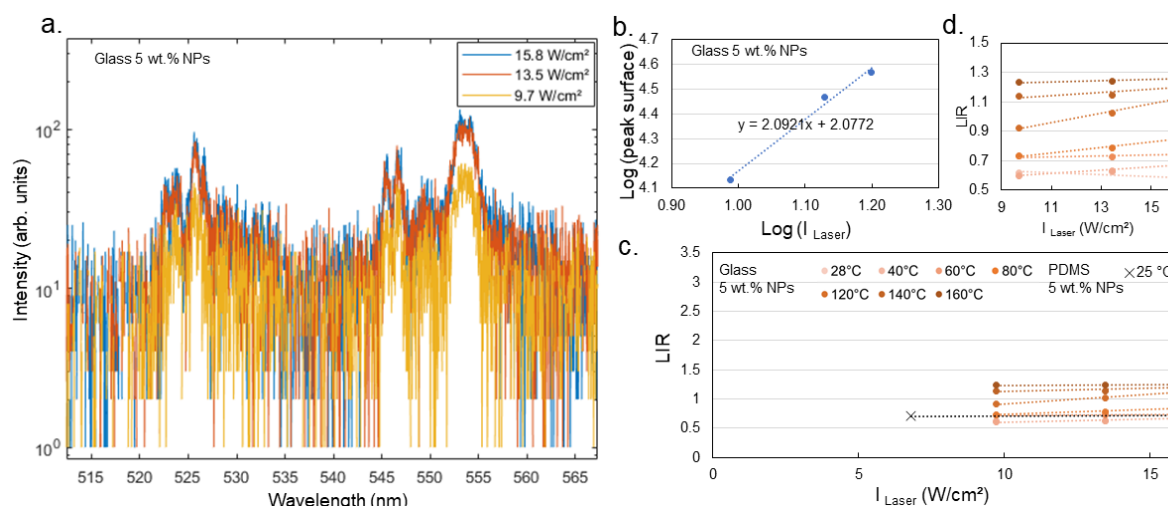 a.
Glass 5 wt.% NPs
15.8 W/cm²
13.5 W/cm²
9.7 W/cm²
Intensity (arb. units)
10²
10¹
10⁰
515 520 525 530 535 540 545 550 555 560 565
Wavelength (nm)
b.
Glass 5 wt.% NPs
Log (peak surface)
4.7
4.6
4.5
4.4
4.3
4.2
4.1
y = 2.0921x + 2.0772
0.90 1.00 1.10 1.20 1.30
Log (I Laser)
d.
LIR
1.5
1.3
1.1
0.9
0.7
0.5
9 11 13 15
I Laser (W/cm²)
c.
Glass
5 wt.% NPs
28°C 40°C 60°C 80°C
120°C 140°C 160°C
PDMS
5 wt.% NPs
25 °C
LIR
3.5
3
2.5
2
1.5
1
0.5
0
0 5 10 15
I Laser (W/cm²)